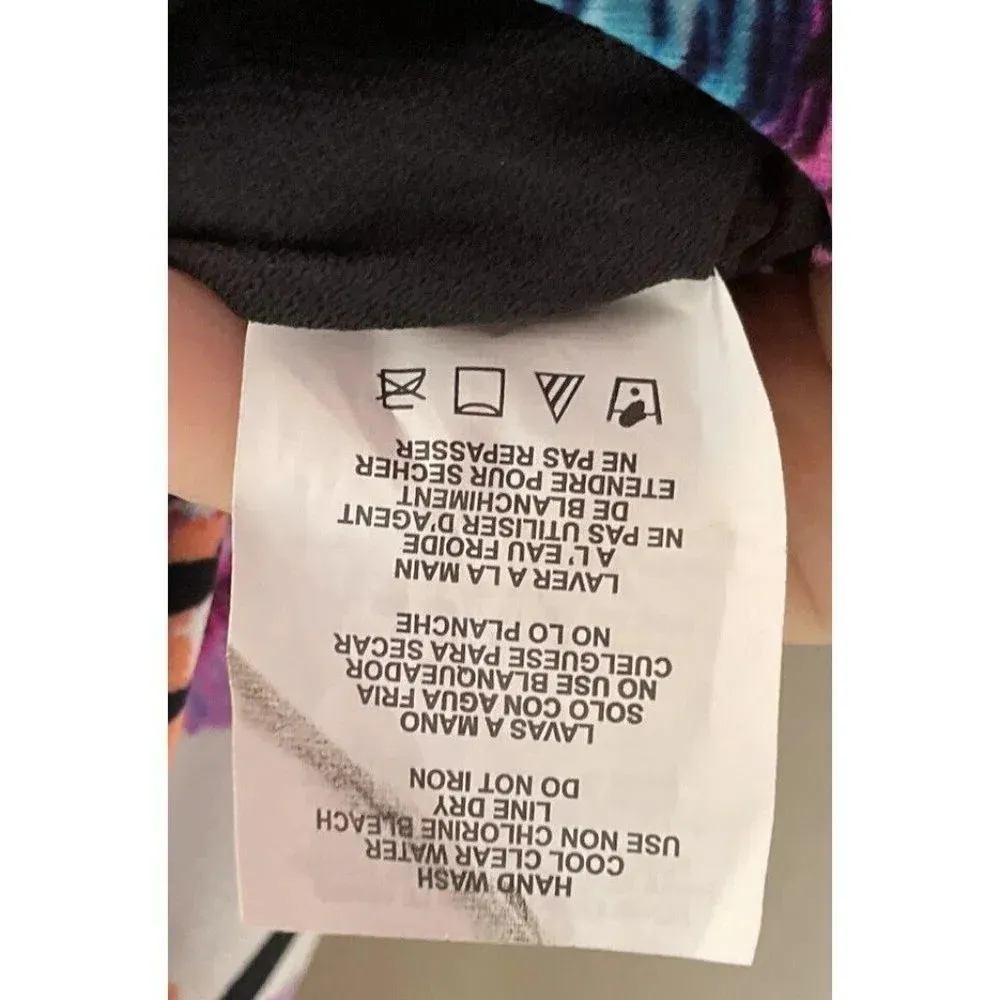 HAND WASH
COOL CLEAR WATER
USE NON CHLORINE BLEACH
LINE DRY
DO NOT IRON
LAVAS A MANO
SOLO CON AGUA FRIA
NO USE BLANQUEADOR
CUELGUESE PARA SECAR
NO LO PLANCHE
LAVER A LA MAIN
A L'EAU FROIDE
NE PAS UTILISER D'AGENT
DE BLANCHIMENT
ETENDRE POUR SECHER
NE PAS REPASSER